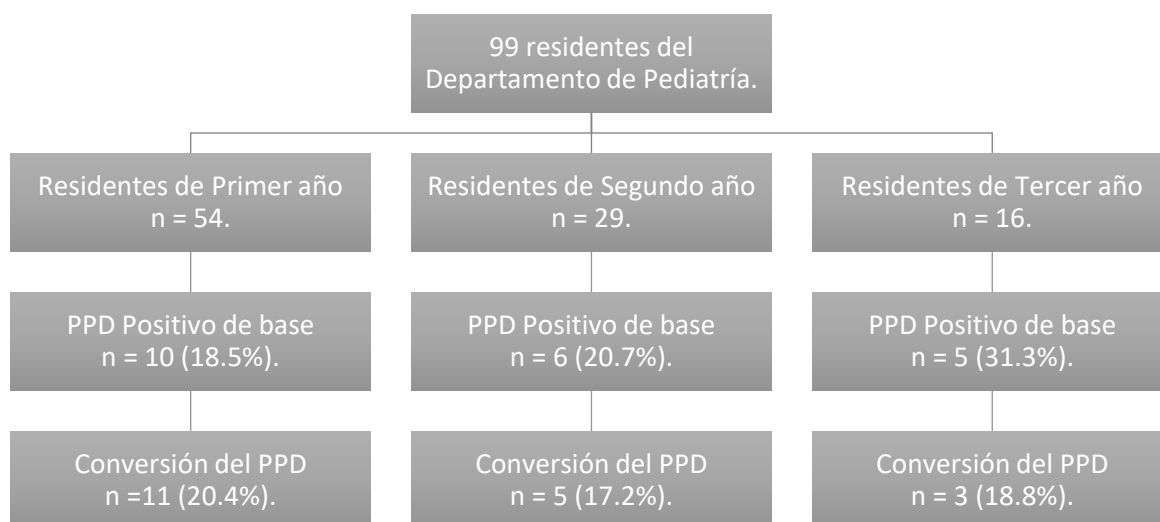 99 residentes del
Departamento de Pediatría.
Residentes de Primer año
n = 54.
Residentes de Segundo año
n = 29.
Residentes de Tercer año
n = 16.
PPD Positivo de base
n = 10 (18.5%).
PPD Positivo de base
n = 6 (20.7%).
PPD Positivo de base
n = 5 (31.3%).
Conversión del PPD
n =11 (20.4%).
Conversión del PPD
n = 5 (17.2%).
Conversión del PPD
n = 3 (18.8%).